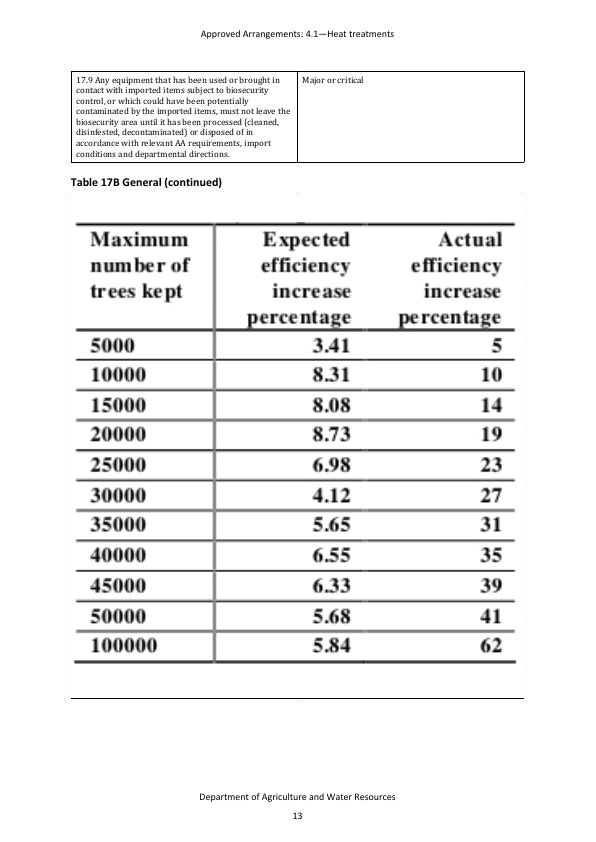 Approved Arrangements: 4.1—Heat treatments
17.9 Any equipment that has been used or brought in
contact with imported items subject to biosecurity
control, or which could have been potentially
contaminated by the imported items, must not leave the
biosecurity area until it has been processed (cleaned,
disinfested, decontaminated) or disposed of in
accordance with relevant AA requirements, import
conditions and departmental directions.
Major or critical
Table 17B General (continued)
Maximum number of trees kept Expected efficiency increase percentage Actual efficiency increase percentage
5000 3.41 5
10000 8.31 10
15000 8.08 14
20000 8.73 19
25000 6.98 23
30000 4.12 27
35000 5.65 31
40000 6.55 35
45000 6.33 39
50000 5.68 41
100000 5.84 62
Department of Agriculture and Water Resources
13